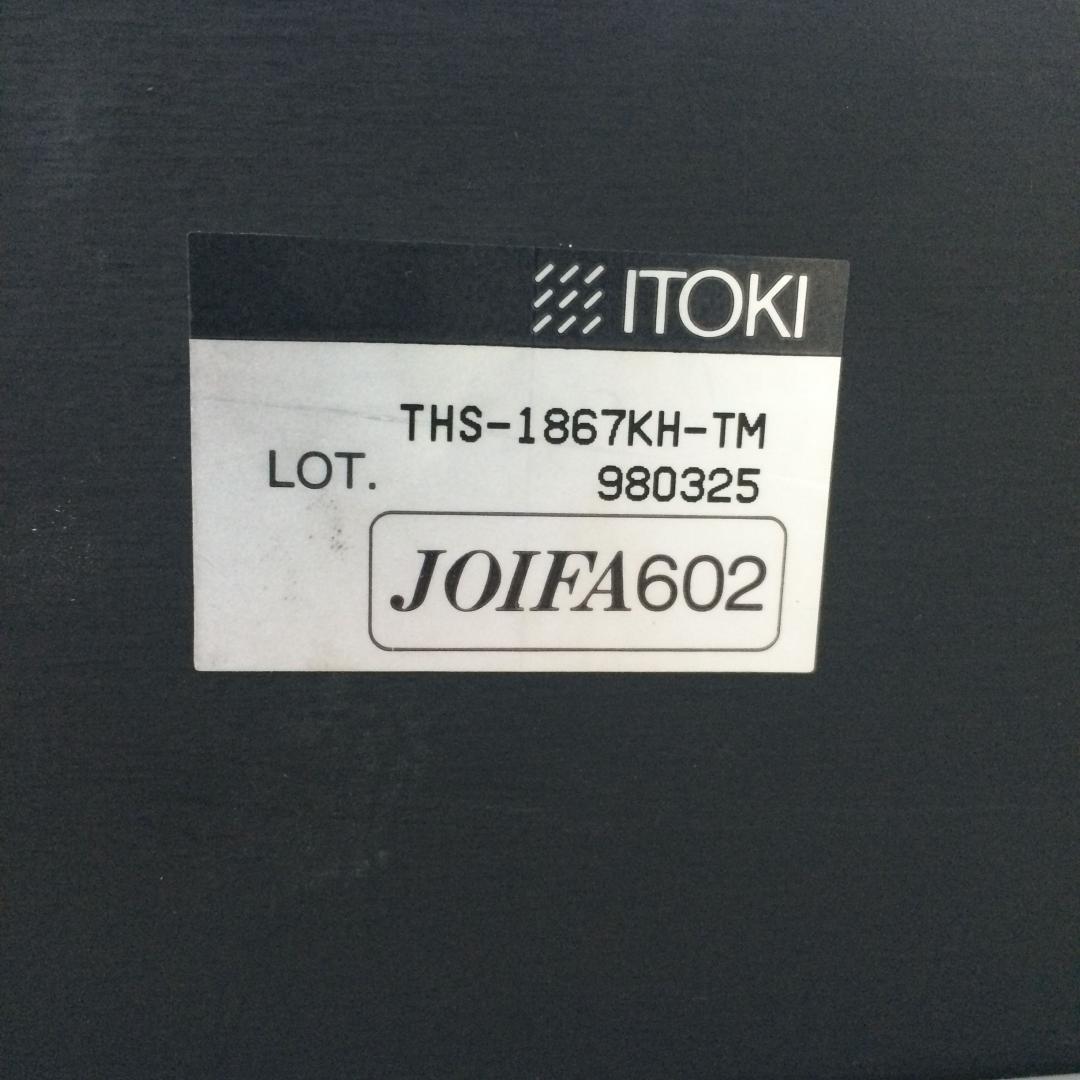 ITOKI
THS-1867KH-TM
LOT. 980325
JOIFA602